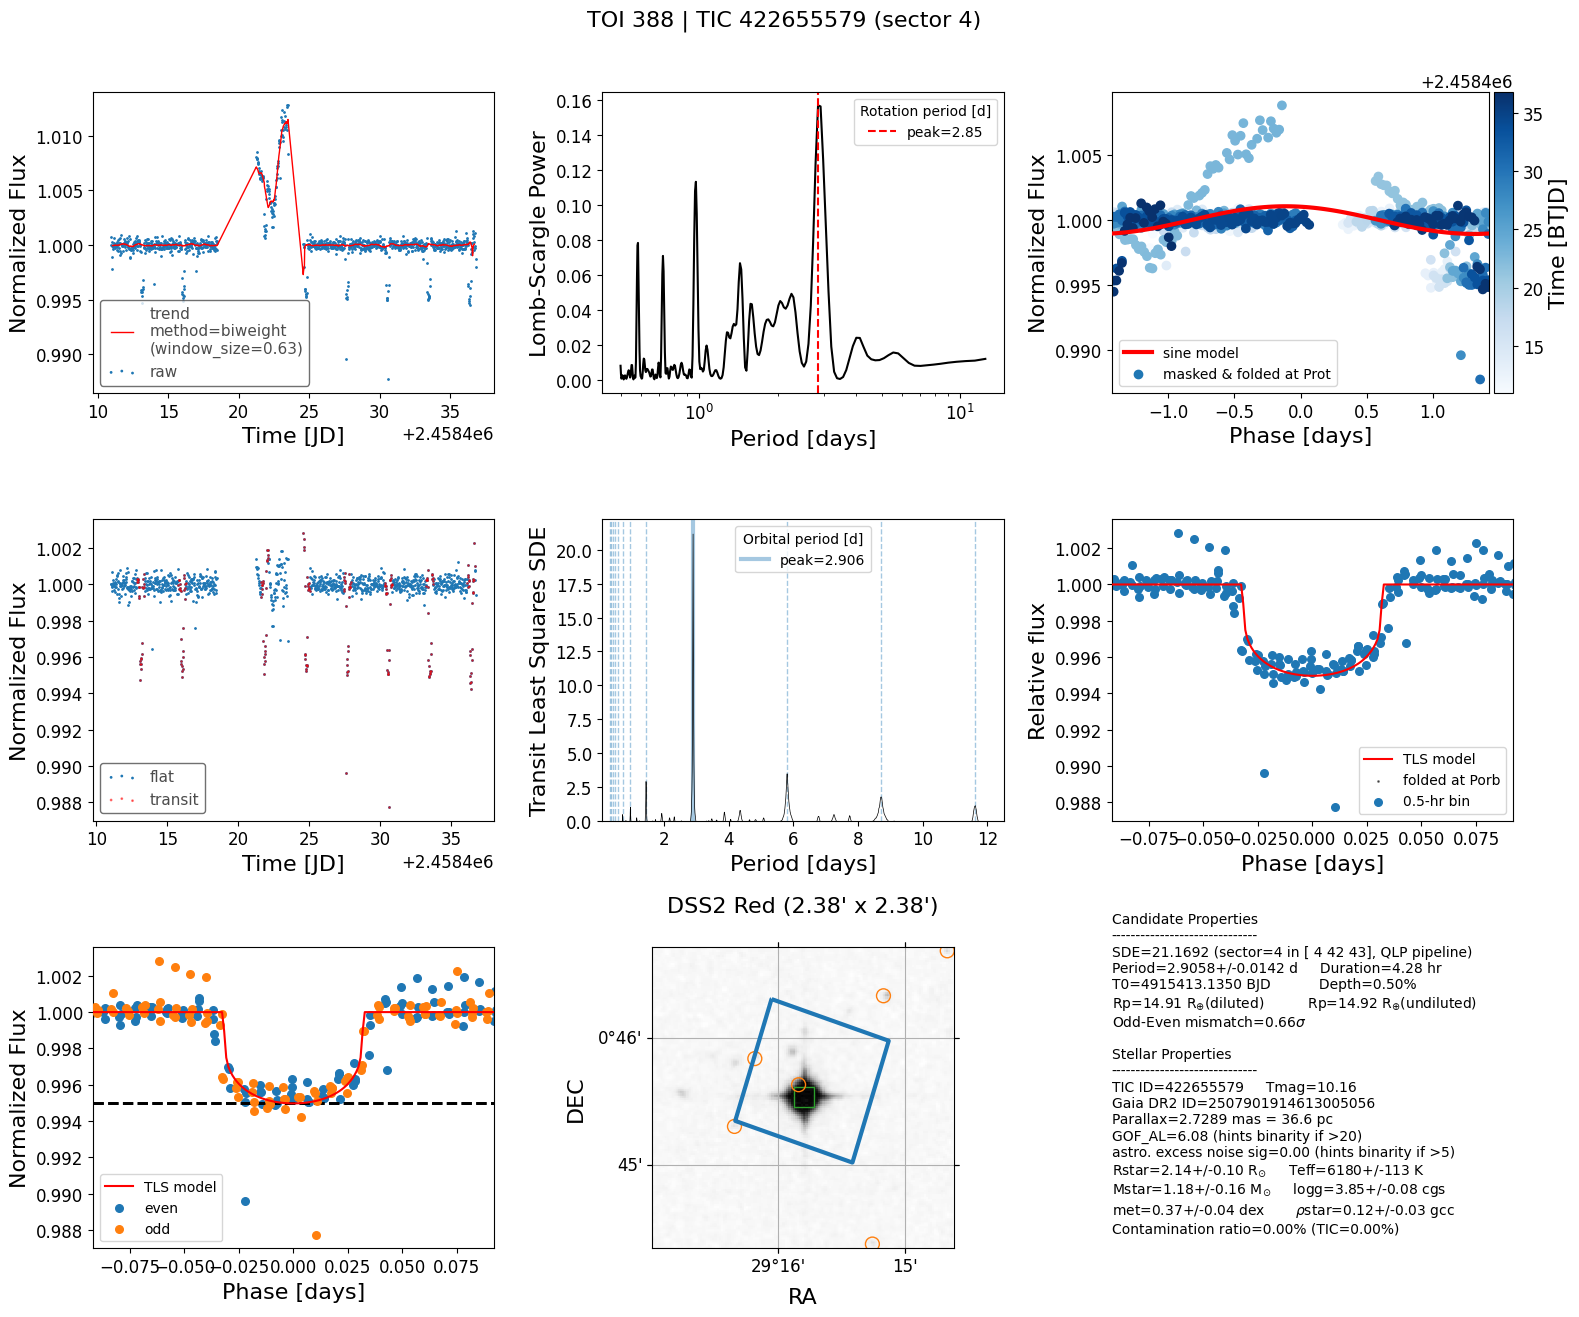 TOI 388 | TIC 422655579 (sector 4)
Normalized Flux
1.010
1.005
1.000
0.995
0.990
trend
method=biweight
(window_size=0.63)
raw
10 15 20 25 30 35
Time [JD]
+2.4584e6
Lomb-Scargle Power
0.16
0.14
0.12
0.10
0.08
0.06
0.04
0.02
0.00
Rotation period [d]
peak=2.85
10⁰ 10¹
Period [days]
+2.4584e6
Normalized Flux
1.005
1.000
0.995
0.990
sine model
masked & folded at Prot
−1.0 −0.5 0.0 0.5 1.0
Phase [days]
35
30
25
20
15
Time [BTJD]
Normalized Flux
1.002
1.000
0.998
0.996
0.994
0.992
0.990
0.988
flat
transit
10 15 20 25 30 35
Time [JD]
+2.4584e6
Transit Least Squares SDE
20.0
17.5
15.0
12.5
10.0
7.5
5.0
2.5
0.0
Orbital period [d]
peak=2.906
2 4 6 8 10 12
Period [days]
Relative flux
1.002
1.000
0.998
0.996
0.994
0.992
0.990
0.988
TLS model
folded at Porb
0.5-hr bin
−0.075 −0.050 −0.025 0.000 0.025 0.050 0.075
Phase [days]
Normalized Flux
1.002
1.000
0.998
0.996
0.994
0.992
0.990
0.988
TLS model
even
odd
−0.075 −0.050 −0.025 0.000 0.025 0.050 0.075
Phase [days]
DSS2 Red (2.38' x 2.38')
DEC
0°46'
45'
29°16' 15'
RA
Candidate Properties
------------------------------
SDE=21.1692 (sector=4 in [ 4 42 43], QLP pipeline)
Period=2.9058+/-0.0142 d Duration=4.28 hr
T0=4915413.1350 BJD Depth=0.50%
Rp=14.91 R⊕(diluted) Rp=14.92 R⊕(undiluted)
Odd-Even mismatch=0.66σ
Stellar Properties
------------------------------
TIC ID=422655579 Tmag=10.16
Gaia DR2 ID=2507901914613005056
Parallax=2.7289 mas = 36.6 pc
GOF_AL=6.08 (hints binarity if >20)
astro. excess noise sig=0.00 (hints binarity if >5)
Rstar=2.14+/-0.10 R☉ Teff=6180+/-113 K
Mstar=1.18+/-0.16 M☉ logg=3.85+/-0.08 cgs
met=0.37+/-0.04 dex ρstar=0.12+/-0.03 gcc
Contamination ratio=0.00% (TIC=0.00%)